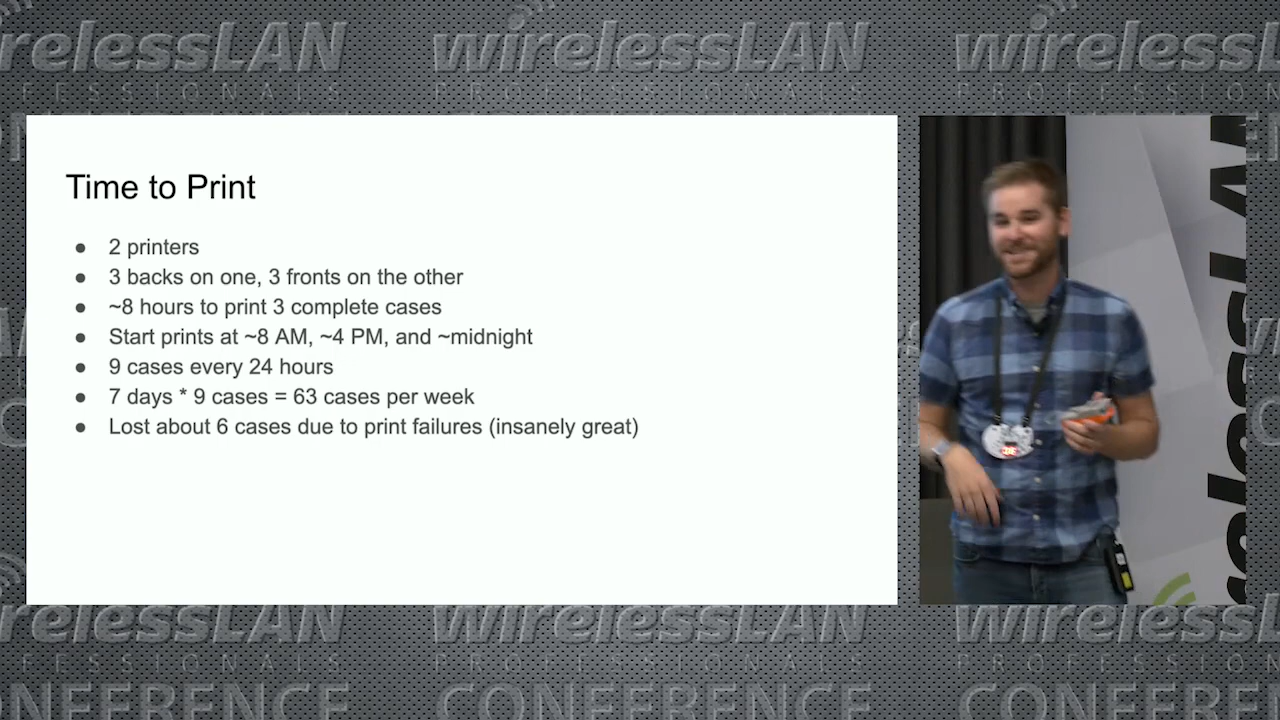 wirelessLAN
PROFESSIONALS
Time to Print
● 2 printers
● 3 backs on one, 3 fronts on the other
● ~8 hours to print 3 complete cases
● Start prints at ~8 AM, ~4 PM, and ~midnight
● 9 cases every 24 hours
● 7 days * 9 cases = 63 cases per week
● Lost about 6 cases due to print failures (insanely great)
wirelessLAN
PROFESSIONALS
CONFERENCE